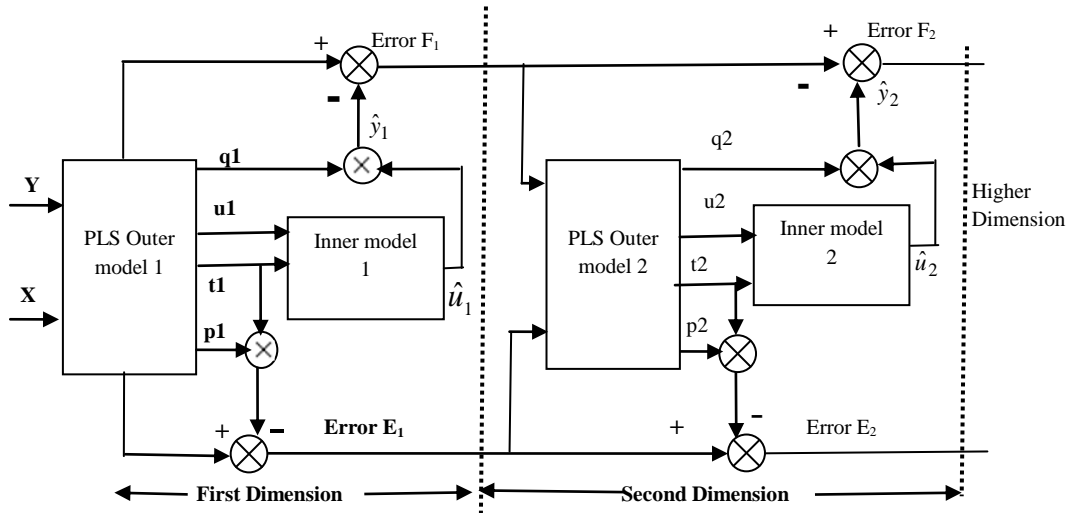 + Error F₁
-
ŷ₁
Y
X
PLS Outer
model 1
q1
u1
t1
p1
Inner model
1
û₁
+ -
Error E₁
First Dimension
+ Error F₂
-
ŷ₂
PLS Outer
model 2
q2
u2
t2
p2
Inner model
2
û₂
+ -
Error E₂
Second Dimension
Higher
Dimension